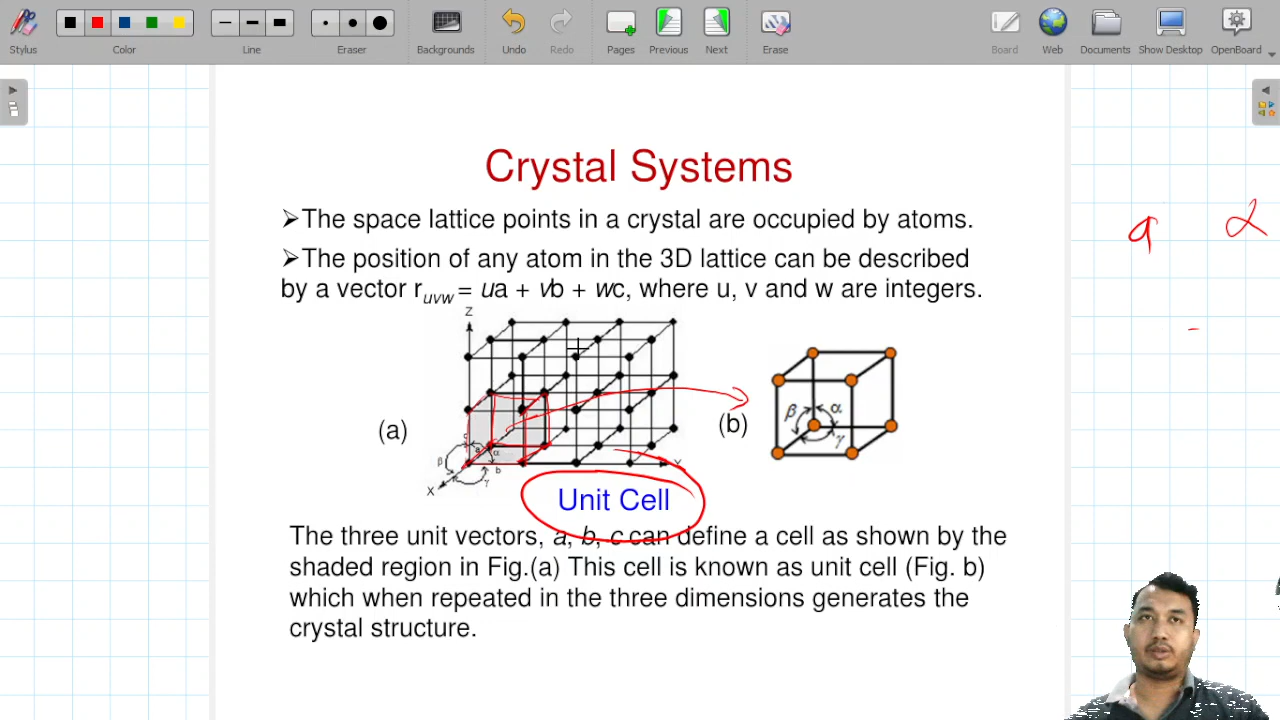 Stylus
Color
Line
Eraser
Backgrounds
Undo
Redo
Pages
Previous
Next
Erase
Board
Web
Documents
Show Desktop
OpenBoard
Crystal Systems
➢The space lattice points in a crystal are occupied by atoms.
➢The position of any atom in the 3D lattice can be described
by a vector r_uvw = ua + vb + wc, where u, v and w are integers.
a α
Z
(a)
c
a
α
β
b
γ
X
Y
(b)
β α
γ
Unit Cell
The three unit vectors, a, b, c can define a cell as shown by the
shaded region in Fig.(a) This cell is known as unit cell (Fig. b)
which when repeated in the three dimensions generates the
crystal structure.